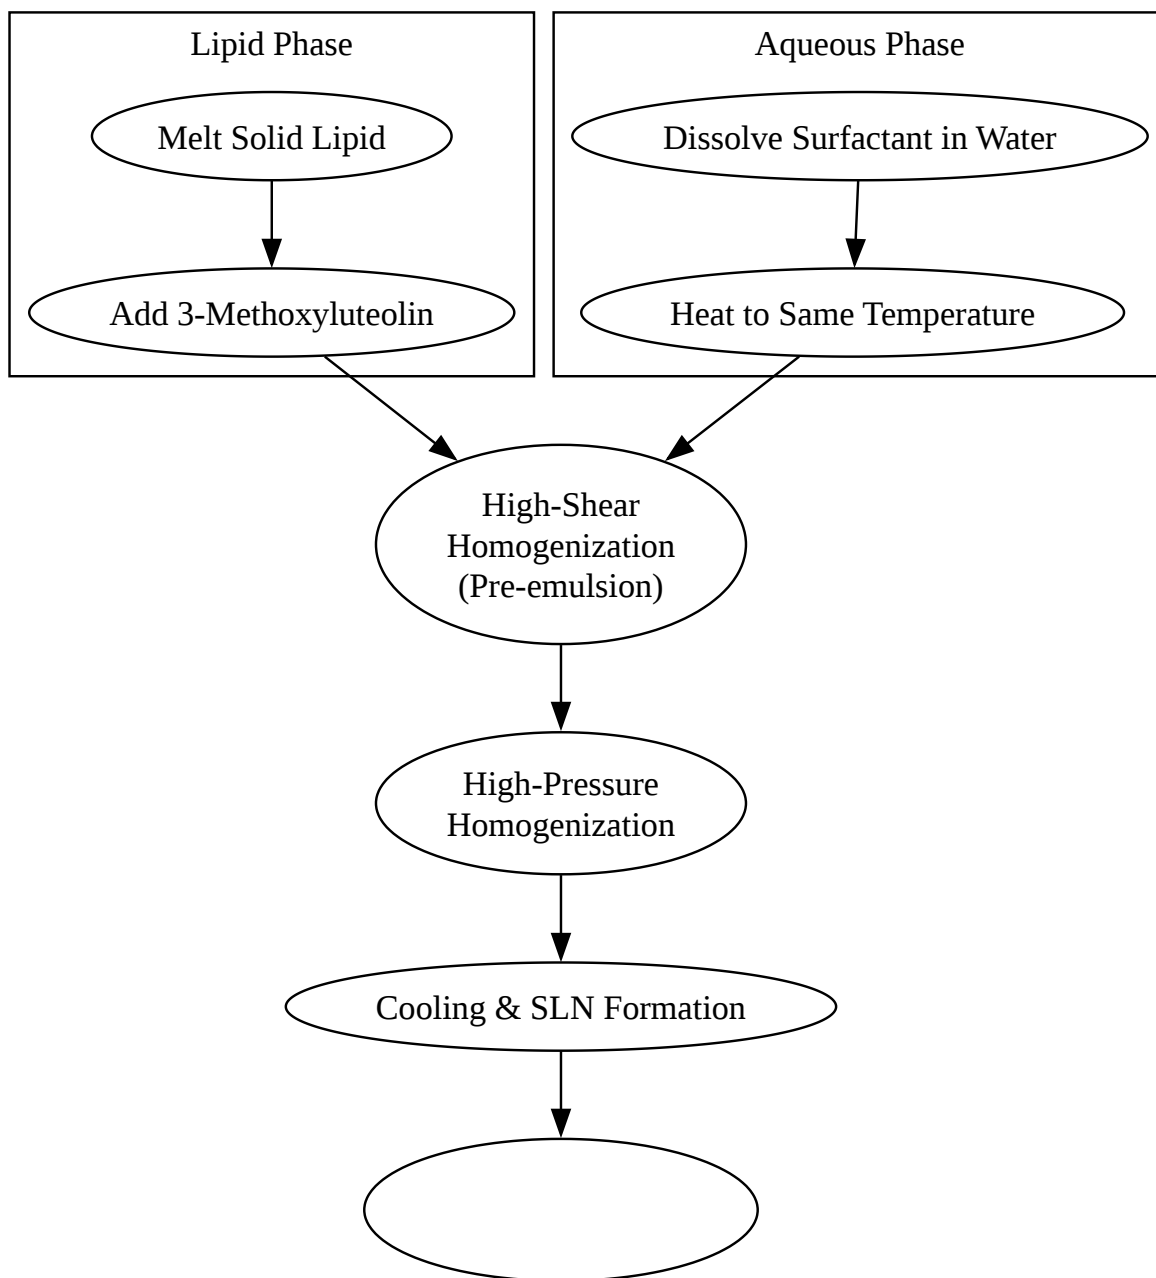 Lipid Phase
Melt Solid Lipid
Add 3-Methoxyluteolin
Aqueous Phase
Dissolve Surfactant in Water
Heat to Same Temperature
High-Shear
Homogenization
(Pre-emulsion)
High-Pressure
Homogenization
Cooling & SLN Formation